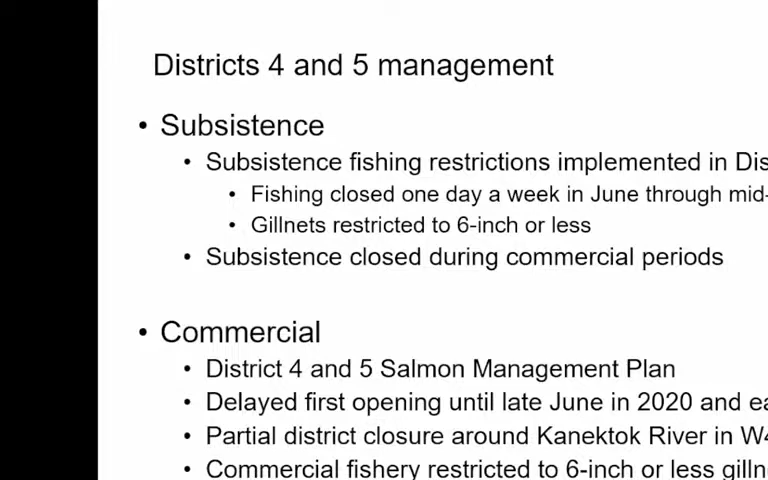 Districts 4 and 5 management
• Subsistence
• Subsistence fishing restrictions implemented in Dis
• Fishing closed one day a week in June through mid-
• Gillnets restricted to 6-inch or less
• Subsistence closed during commercial periods
• Commercial
• District 4 and 5 Salmon Management Plan
• Delayed first opening until late June in 2020 and ea
• Partial district closure around Kanektok River in W4
• Commercial fishery restricted to 6-inch or less gilln